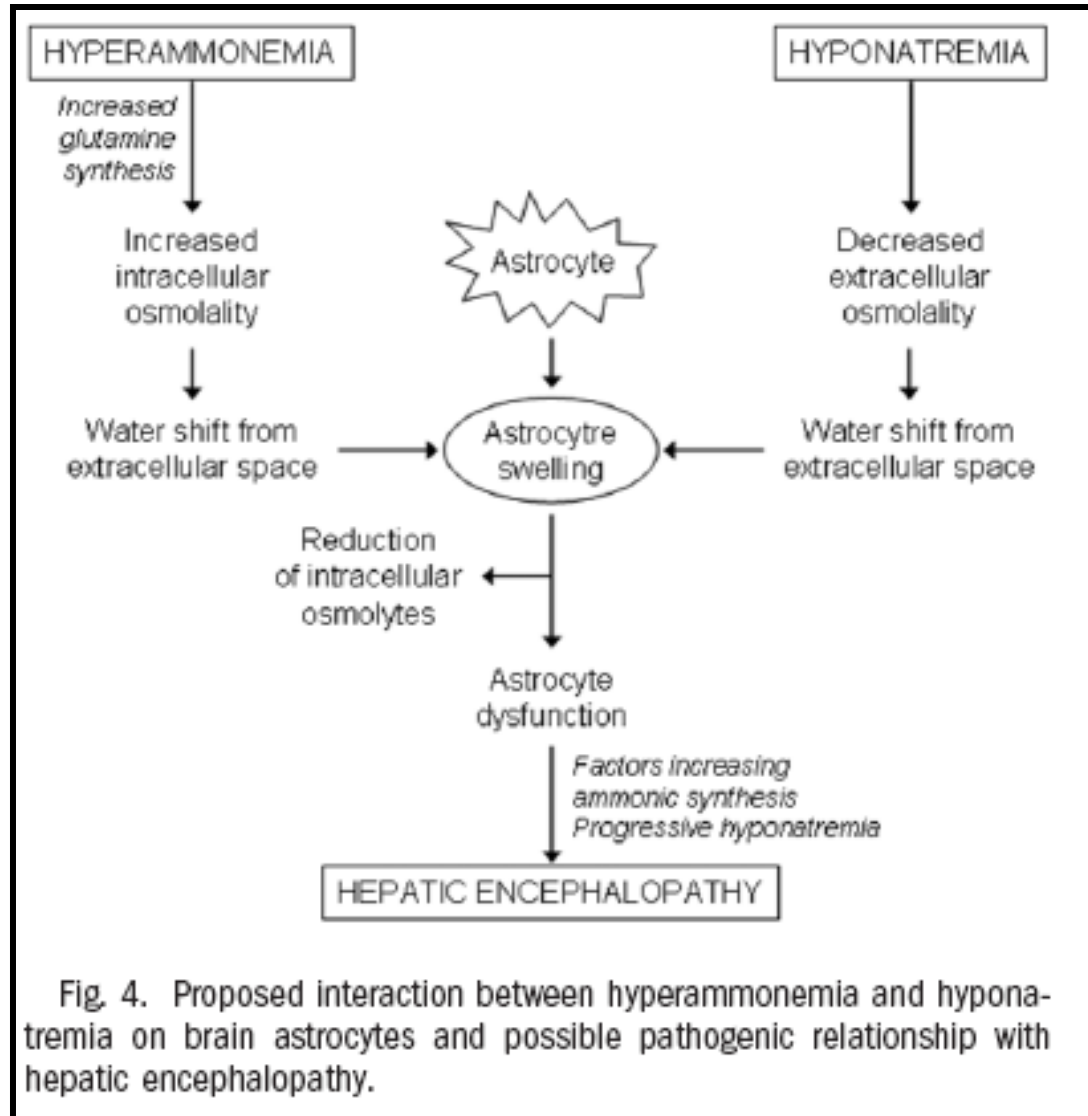 HYPERAMMONEMIA
HYPONATREMIA
Increased
glutamine
synthesis
Increased
intracellular
osmolality
Astrocyte
Decreased
extracellular
osmolality
Water shift from
extracellular space
Astrocytre
swelling
Water shift from
extracellular space
Reduction
of intracellular
osmolytes
Astrocyte
dysfunction
Factors increasing
ammonic synthesis
Progressive hyponatremia
HEPATIC ENCEPHALOPATHY
Fig. 4. Proposed interaction between hyperammonemia and hypona-
tremia on brain astrocytes and possible pathogenic relationship with
hepatic encephalopathy.